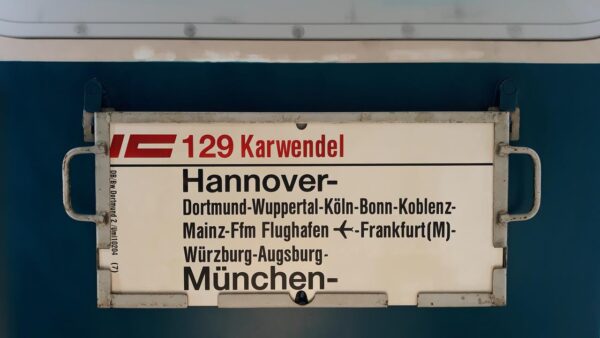 IC 129 Karwendel
Hannover-
Dortmund-Wuppertal-Köln-Bonn-Koblenz-
Mainz-Ffm Flughafen ✈-Frankfurt(M)-
Würzburg-Augsburg-
München-